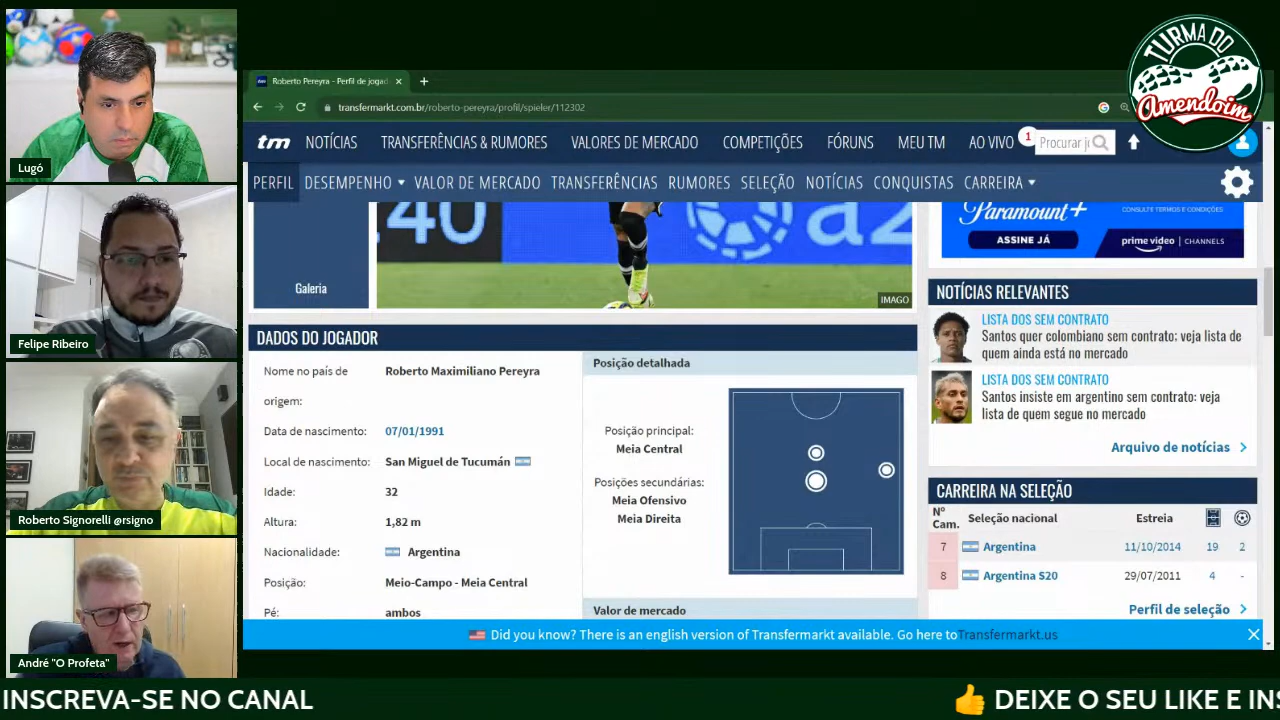 Lugó
Felipe Ribeiro
Roberto Signorelli @rsigno
André "O Profeta"
TURMA DO
Amendoim
Roberto Pereyra - Perfil de jogad
transfermarkt.com.br/roberto-pereyra/profil/spieler/112302
tm NOTÍCIAS TRANSFERÊNCIAS & RUMORES VALORES DE MERCADO COMPETIÇÕES FÓRUNS MEU TM AO VIVO 1 Procurar j
PERFIL DESEMPENHO VALOR DE MERCADO TRANSFERÊNCIAS RUMORES SELEÇÃO NOTÍCIAS CONQUISTAS CARREIRA
Galeria
IMAGO
Paramount+
CONSULTE TERMOS E CONDIÇÕES
ASSINE JÁ
prime video | CHANNELS
DADOS DO JOGADOR
Nome no país de origem: Roberto Maximiliano Pereyra
Data de nascimento: 07/01/1991
Local de nascimento: San Miguel de Tucumán
Idade: 32
Altura: 1,82 m
Nacionalidade: Argentina
Posição: Meio-Campo - Meia Central
Pé: ambos
Posição detalhada
Posição principal:
Meia Central
Posições secundárias:
Meia Ofensivo
Meia Direita
Valor de mercado
NOTÍCIAS RELEVANTES
LISTA DOS SEM CONTRATO
Santos quer colombiano sem contrato; veja lista de
quem ainda está no mercado
LISTA DOS SEM CONTRATO
Santos insiste em argentino sem contrato: veja
lista de quem segue no mercado
Arquivo de notícias
CARREIRA NA SELEÇÃO
Nº Cam. Seleção nacional Estreia
7 Argentina 11/10/2014 19 2
8 Argentina S20 29/07/2011 4 -
Perfil de seleção
Did you know? There is an english version of Transfermarkt available. Go here to Transfermarkt.us
INSCREVA-SE NO CANAL
DEIXE O SEU LIKE E INS